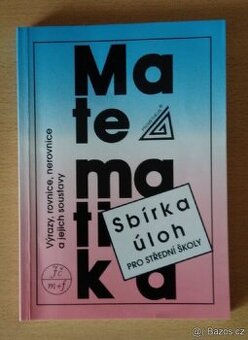 Ma
te
ma
ti
ka
Výrazy, rovnice, nerovnice
a jejich soustavy
Sbírka
úloh
PRO STŘEDNÍ ŠKOLY
m+f
Bazos.cz